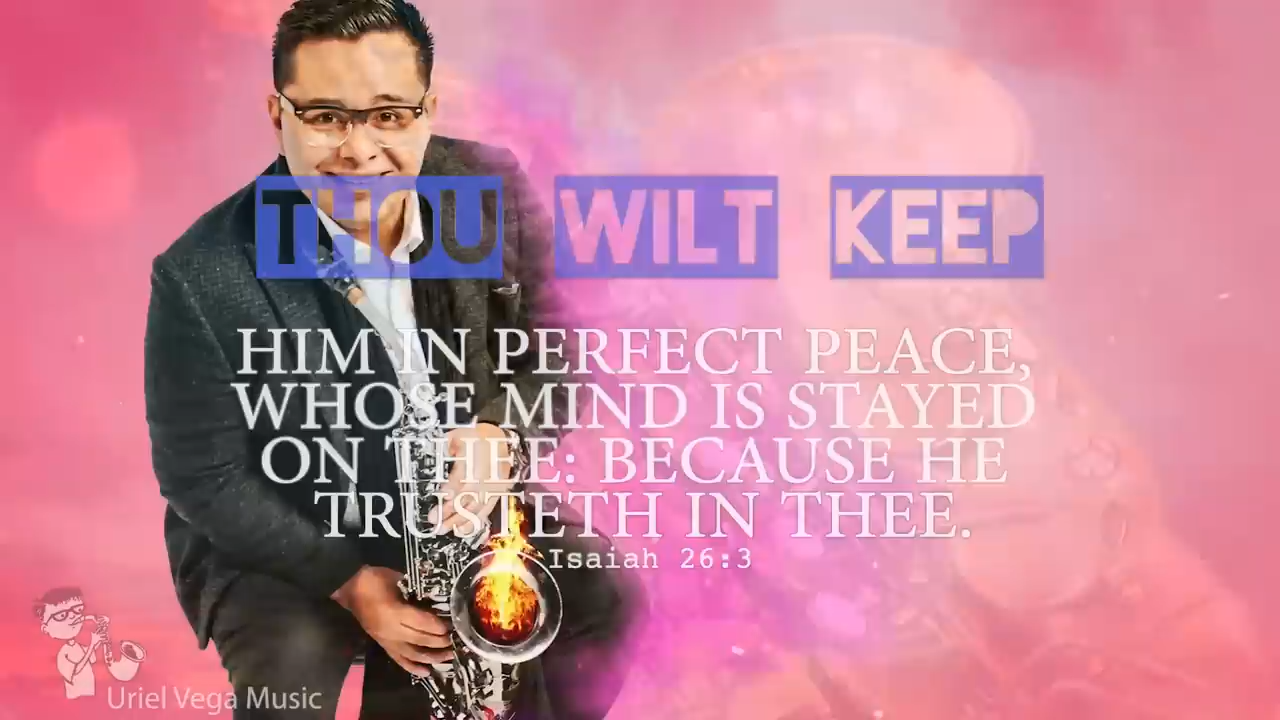 THOU WILT KEEP
HIM IN PERFECT PEACE,
WHOSE MIND IS STAYED
ON THEE: BECAUSE HE
TRUSTETH IN THEE.
Isaiah 26:3
Uriel Vega Music